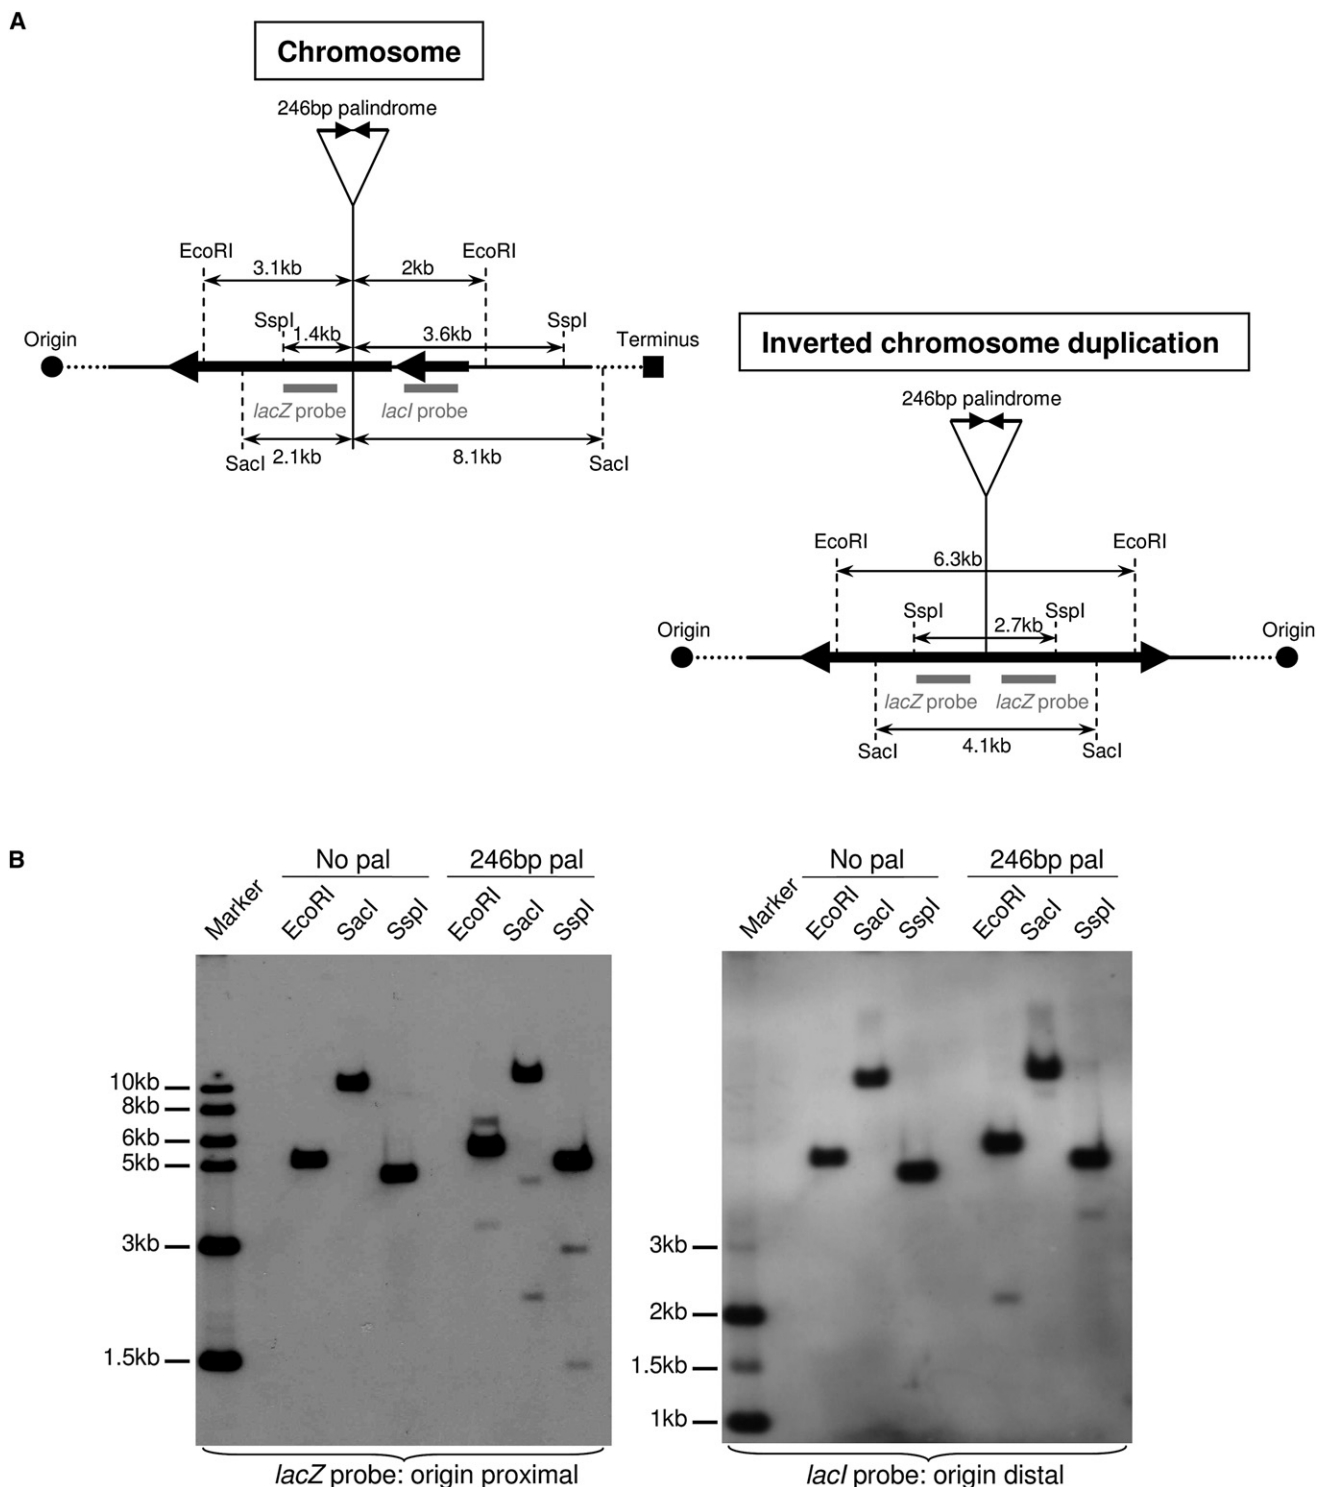 A
Chromosome
246bp palindrome
EcoRI EcoRI
3.1kb 2kb
SspI SspI
1.4kb 3.6kb
Origin Terminus
lacZ probe lacI probe
SacI 2.1kb 8.1kb SacI
Inverted chromosome duplication
246bp palindrome
EcoRI EcoRI
6.3kb
SspI SspI
2.7kb
Origin Origin
lacZ probe lacZ probe
SacI 4.1kb SacI
B
No pal 246bp pal
Marker EcoRI SacI SspI EcoRI SacI SspI
10kb
8kb
6kb
5kb
3kb
1.5kb
lacZ probe: origin proximal
No pal 246bp pal
Marker EcoRI SacI SspI EcoRI SacI SspI
3kb
2kb
1.5kb
1kb
lacI probe: origin distal